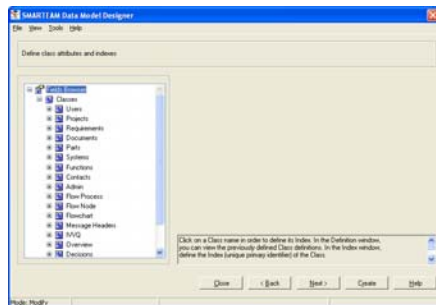 SMARTEAM Data Model Designer
File View Tools Help
Define class attributes and indexes
Fields Browser
Classes
Users
Projects
Requirements
Documents
Parts
Systems
Functions
Contacts
Admin
Flow Process
Flow Node
Flowchart
Message Headers
IVVQ
Overview
Decisions
Click on a Class name in order to define its Index. In the Definition window,
you can view the previously defined Class definitions. In the Index window,
define the Index (unique primary identifier) of the Class.
Close < Back Next > Create Help
Mode: Modify